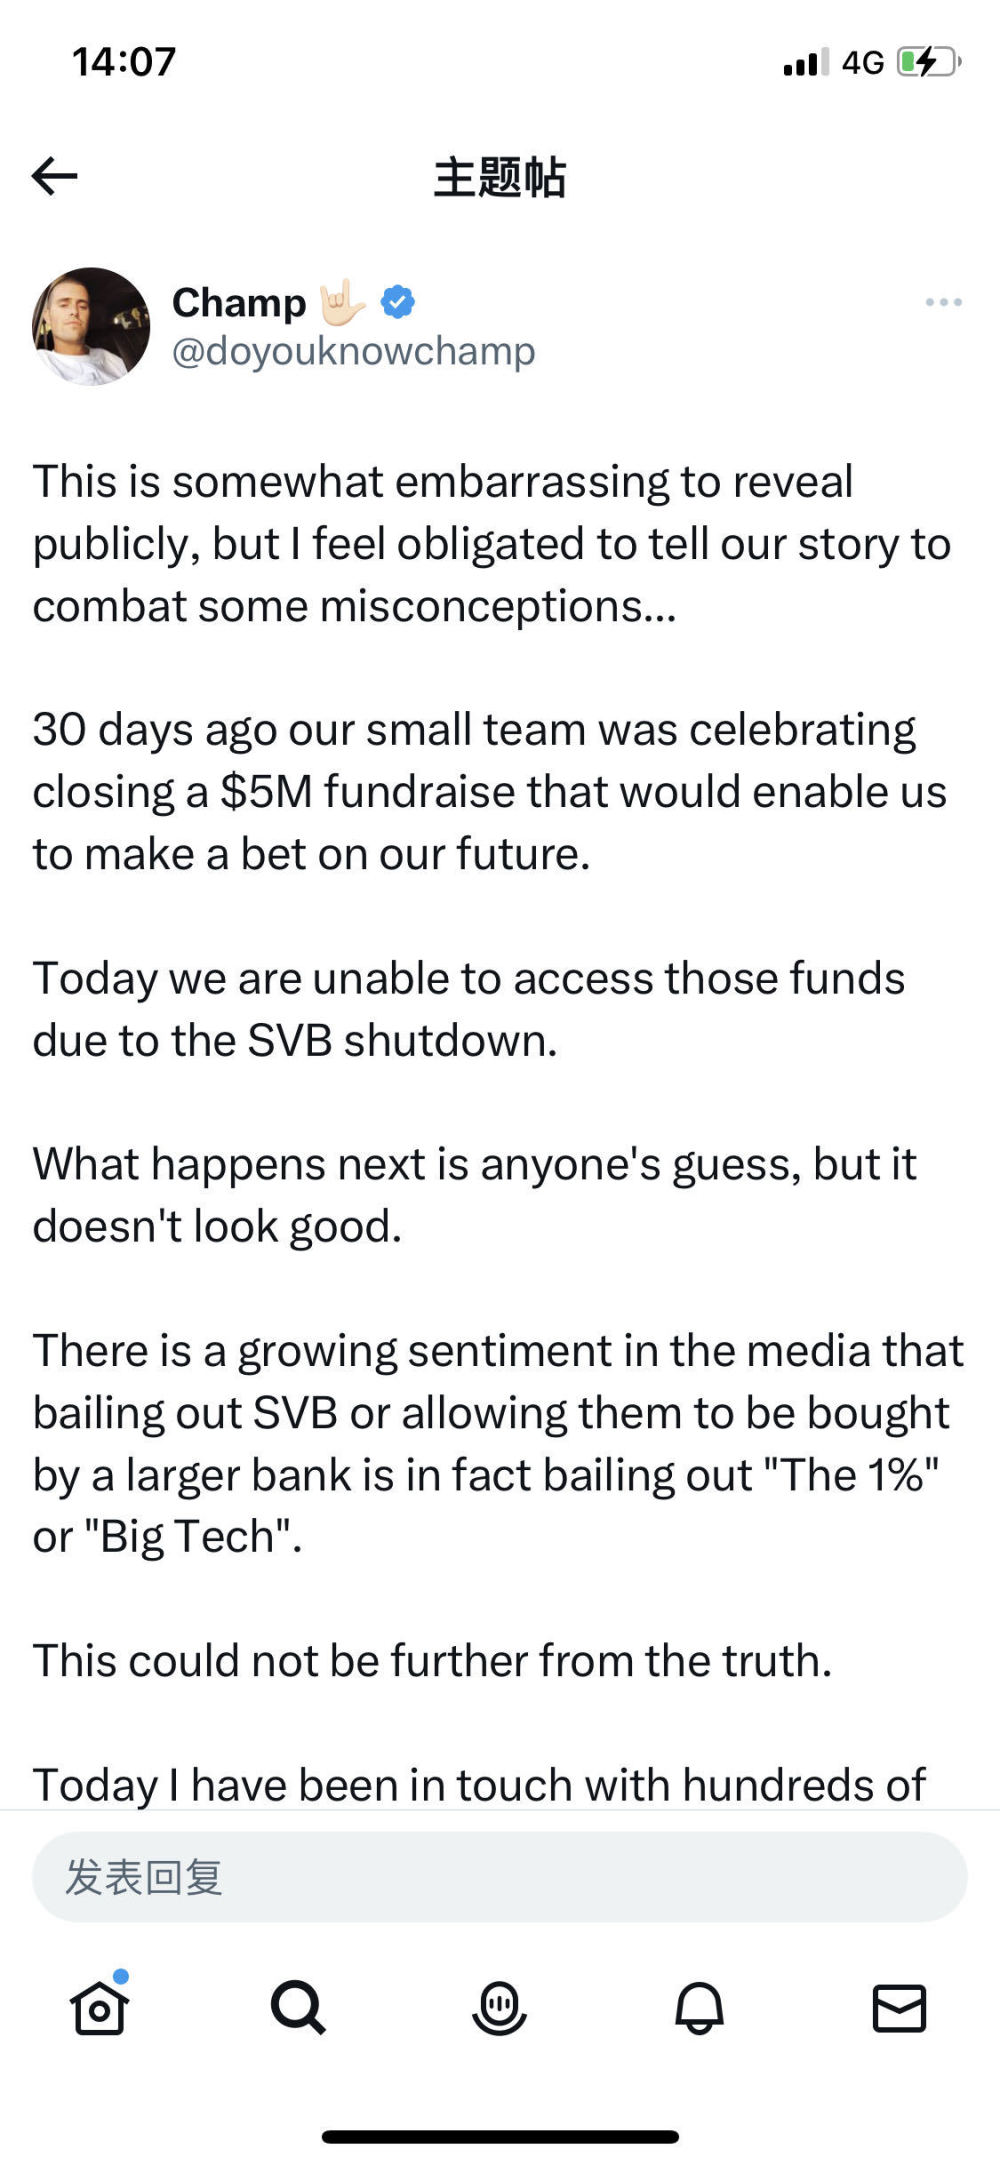 14:07
4G
主题帖
Champ 🤟🏻
@doyouknowchamp
This is somewhat embarrassing to reveal
publicly, but I feel obligated to tell our story to
combat some misconceptions...
30 days ago our small team was celebrating
closing a $5M fundraise that would enable us
to make a bet on our future.
Today we are unable to access those funds
due to the SVB shutdown.
What happens next is anyone's guess, but it
doesn't look good.
There is a growing sentiment in the media that
bailing out SVB or allowing them to be bought
by a larger bank is in fact bailing out "The 1%"
or "Big Tech".
This could not be further from the truth.
Today I have been in touch with hundreds of
发表回复